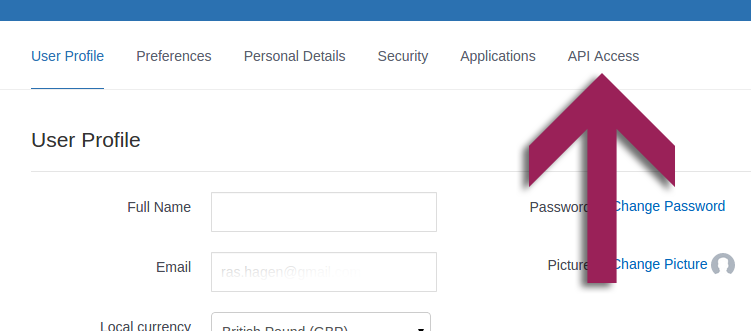 User Profile Preferences Personal Details Security Applications API Access
User Profile
Full Name Password Change Password
Email ras.hagen@gmail Picture Change Picture
Local currency British Pound (GBP)